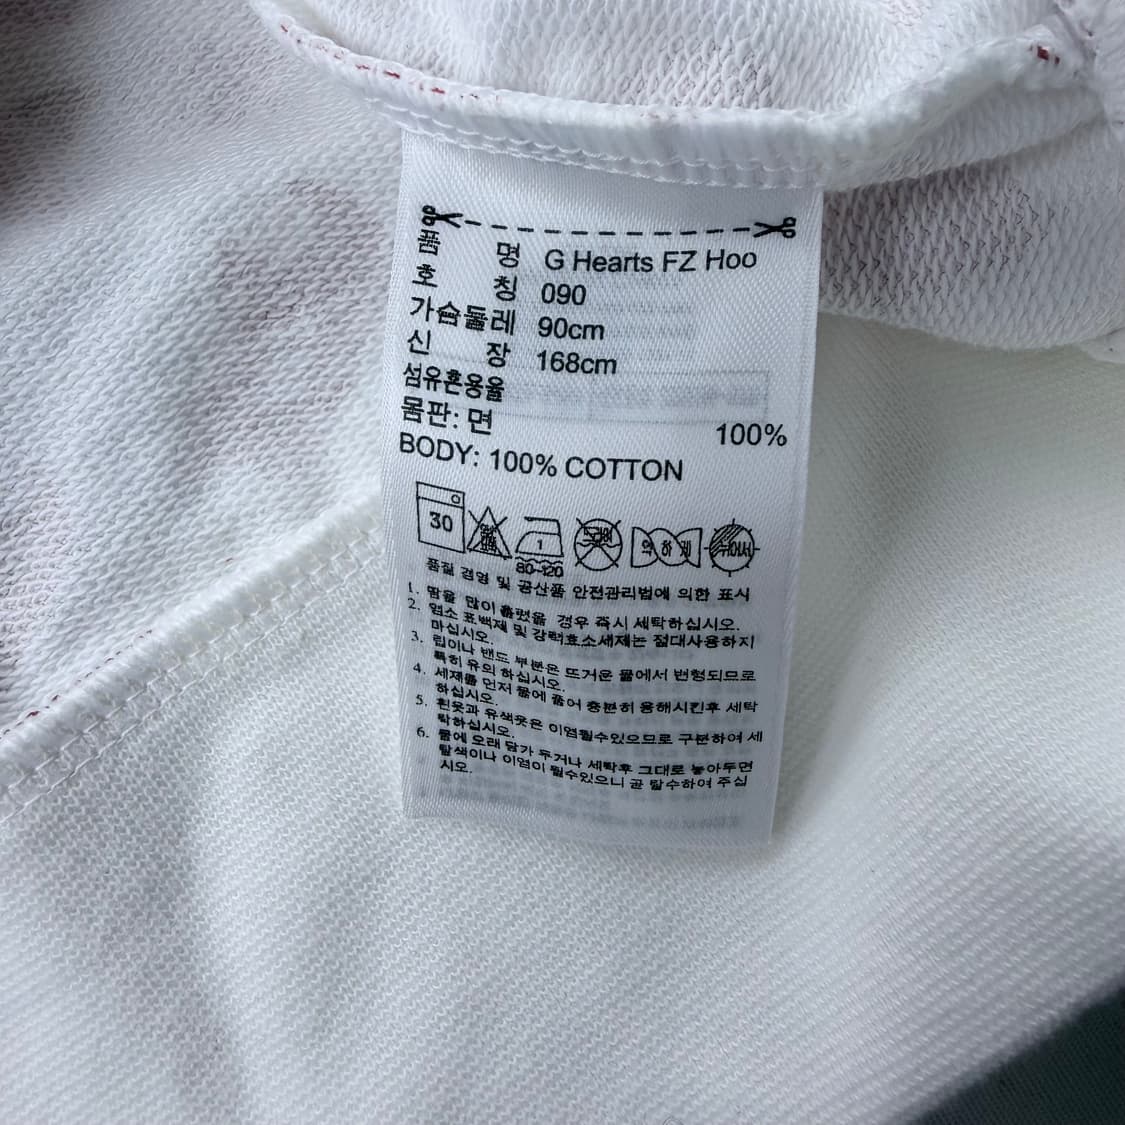 품 명 G Hearts FZ Hoo
호 칭 090
가슴둘레 90cm
신 장 168cm
섬유혼용율
몸판: 면 100%
BODY: 100% COTTON
30
1
80-120
약하게
품질 경영 및 공산품 안전관리법에 의한 표시
1. 땀을 많이 흘렸을 경우 즉시 세탁하십시오.
2. 염소 표백제 및 강력효소세제는 절대사용하지
마십시오.
3. 립이나 밴드 부분은 뜨거운 물에서 변형되므로
특히 유의 하십시오.
4. 세제를 먼저 물에 풀어 충분히 용해시킨후 세탁
하십시오.
5. 흰옷과 유색옷은 이염될수있으므로 구분하여 세
탁하십시오.
6. 물에 오래 담가 두거나 세탁후 그대로 놓아두면
탈색이나 이염이 될수있으니 곧 탈수하여 주십
시오.